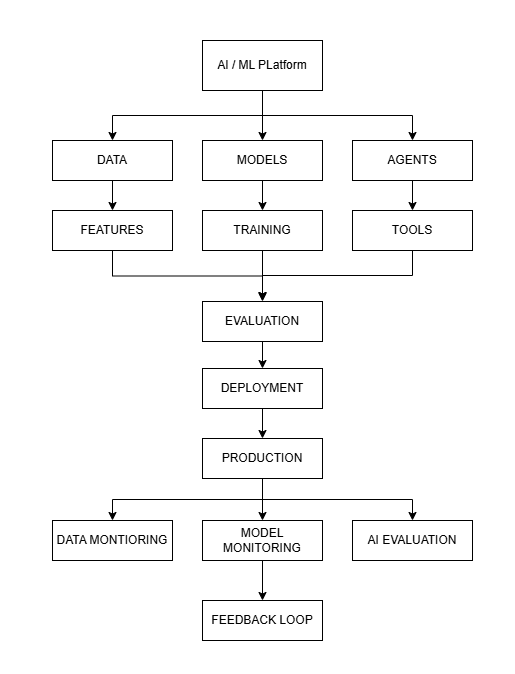 AI / ML PLatform
DATA
MODELS
AGENTS
FEATURES
TRAINING
TOOLS
EVALUATION
DEPLOYMENT
PRODUCTION
DATA MONTIORING
MODEL
MONITORING
AI EVALUATION
FEEDBACK LOOP